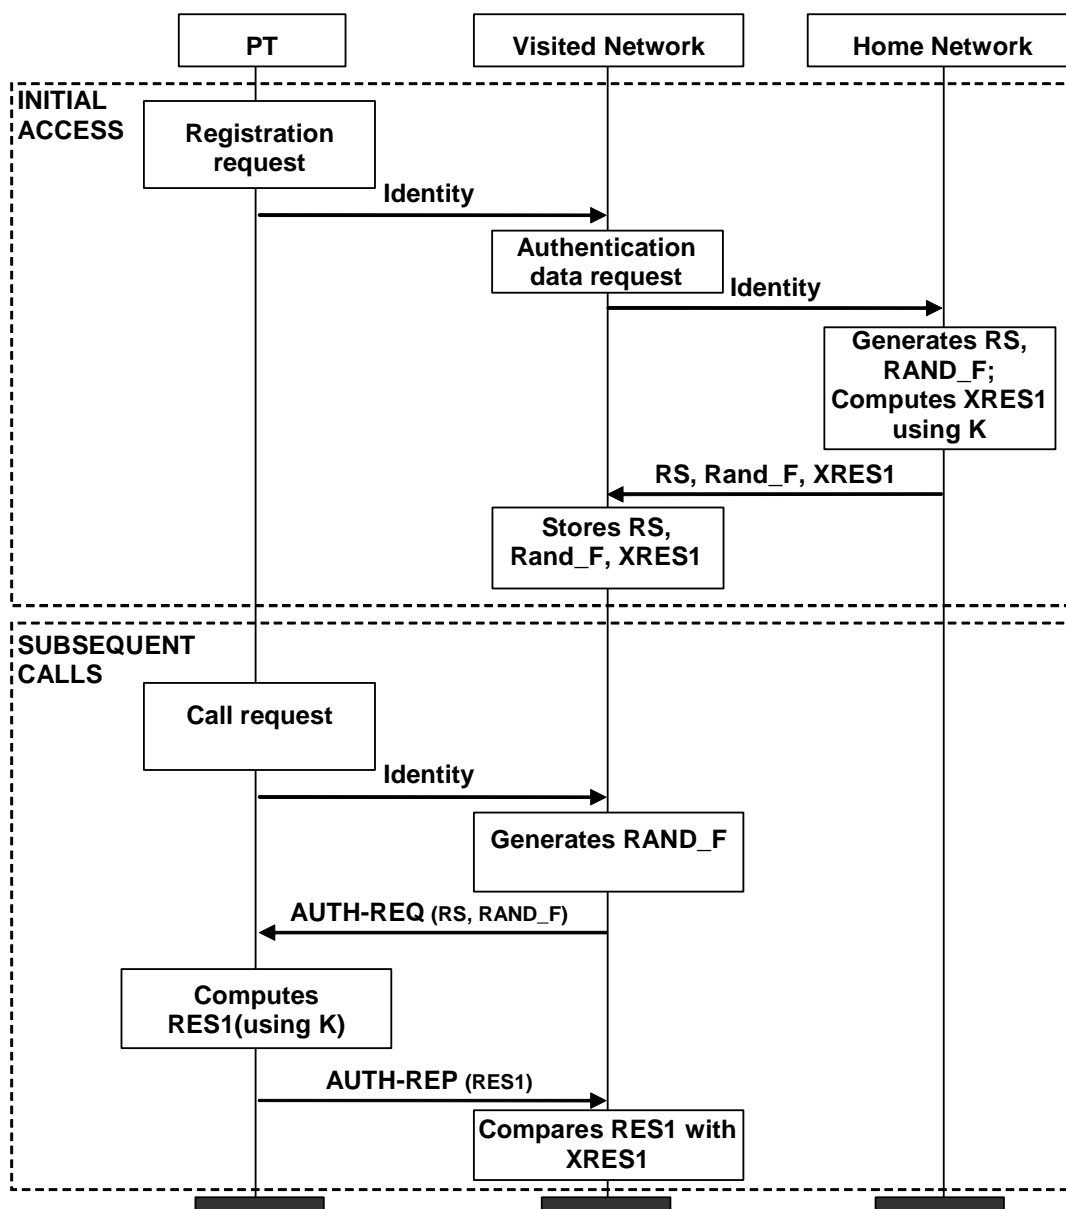 PT
Visited Network
Home Network
INITIAL
ACCESS
Registration
request
Identity
Authentication
data request
Identity
Generates RS,
RAND_F;
Computes XRES1
using K
RS, Rand_F, XRES1
Stores RS,
Rand_F, XRES1
SUBSEQUENT
CALLS
Call request
Identity
Generates RAND_F
AUTH-REQ (RS, RAND_F)
Computes
RES1(using K)
AUTH-REP (RES1)
Compares RES1 with
XRES1